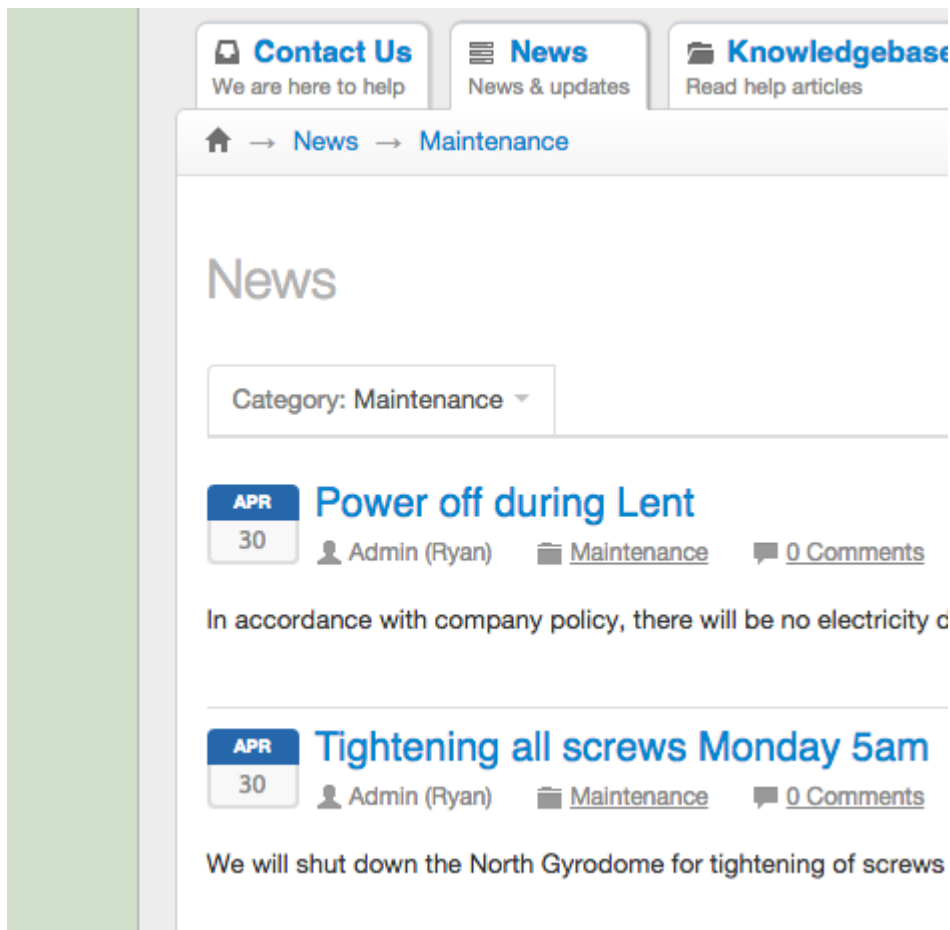 Contact Us News Knowledgebase
We are here to help News & updates Read help articles
→ News → Maintenance
News
Category: Maintenance
APR Power off during Lent
30 Admin (Ryan) Maintenance 0 Comments
In accordance with company policy, there will be no electricity
APR Tightening all screws Monday 5am
30 Admin (Ryan) Maintenance 0 Comments
We will shut down the North Gyrodome for tightening of screws